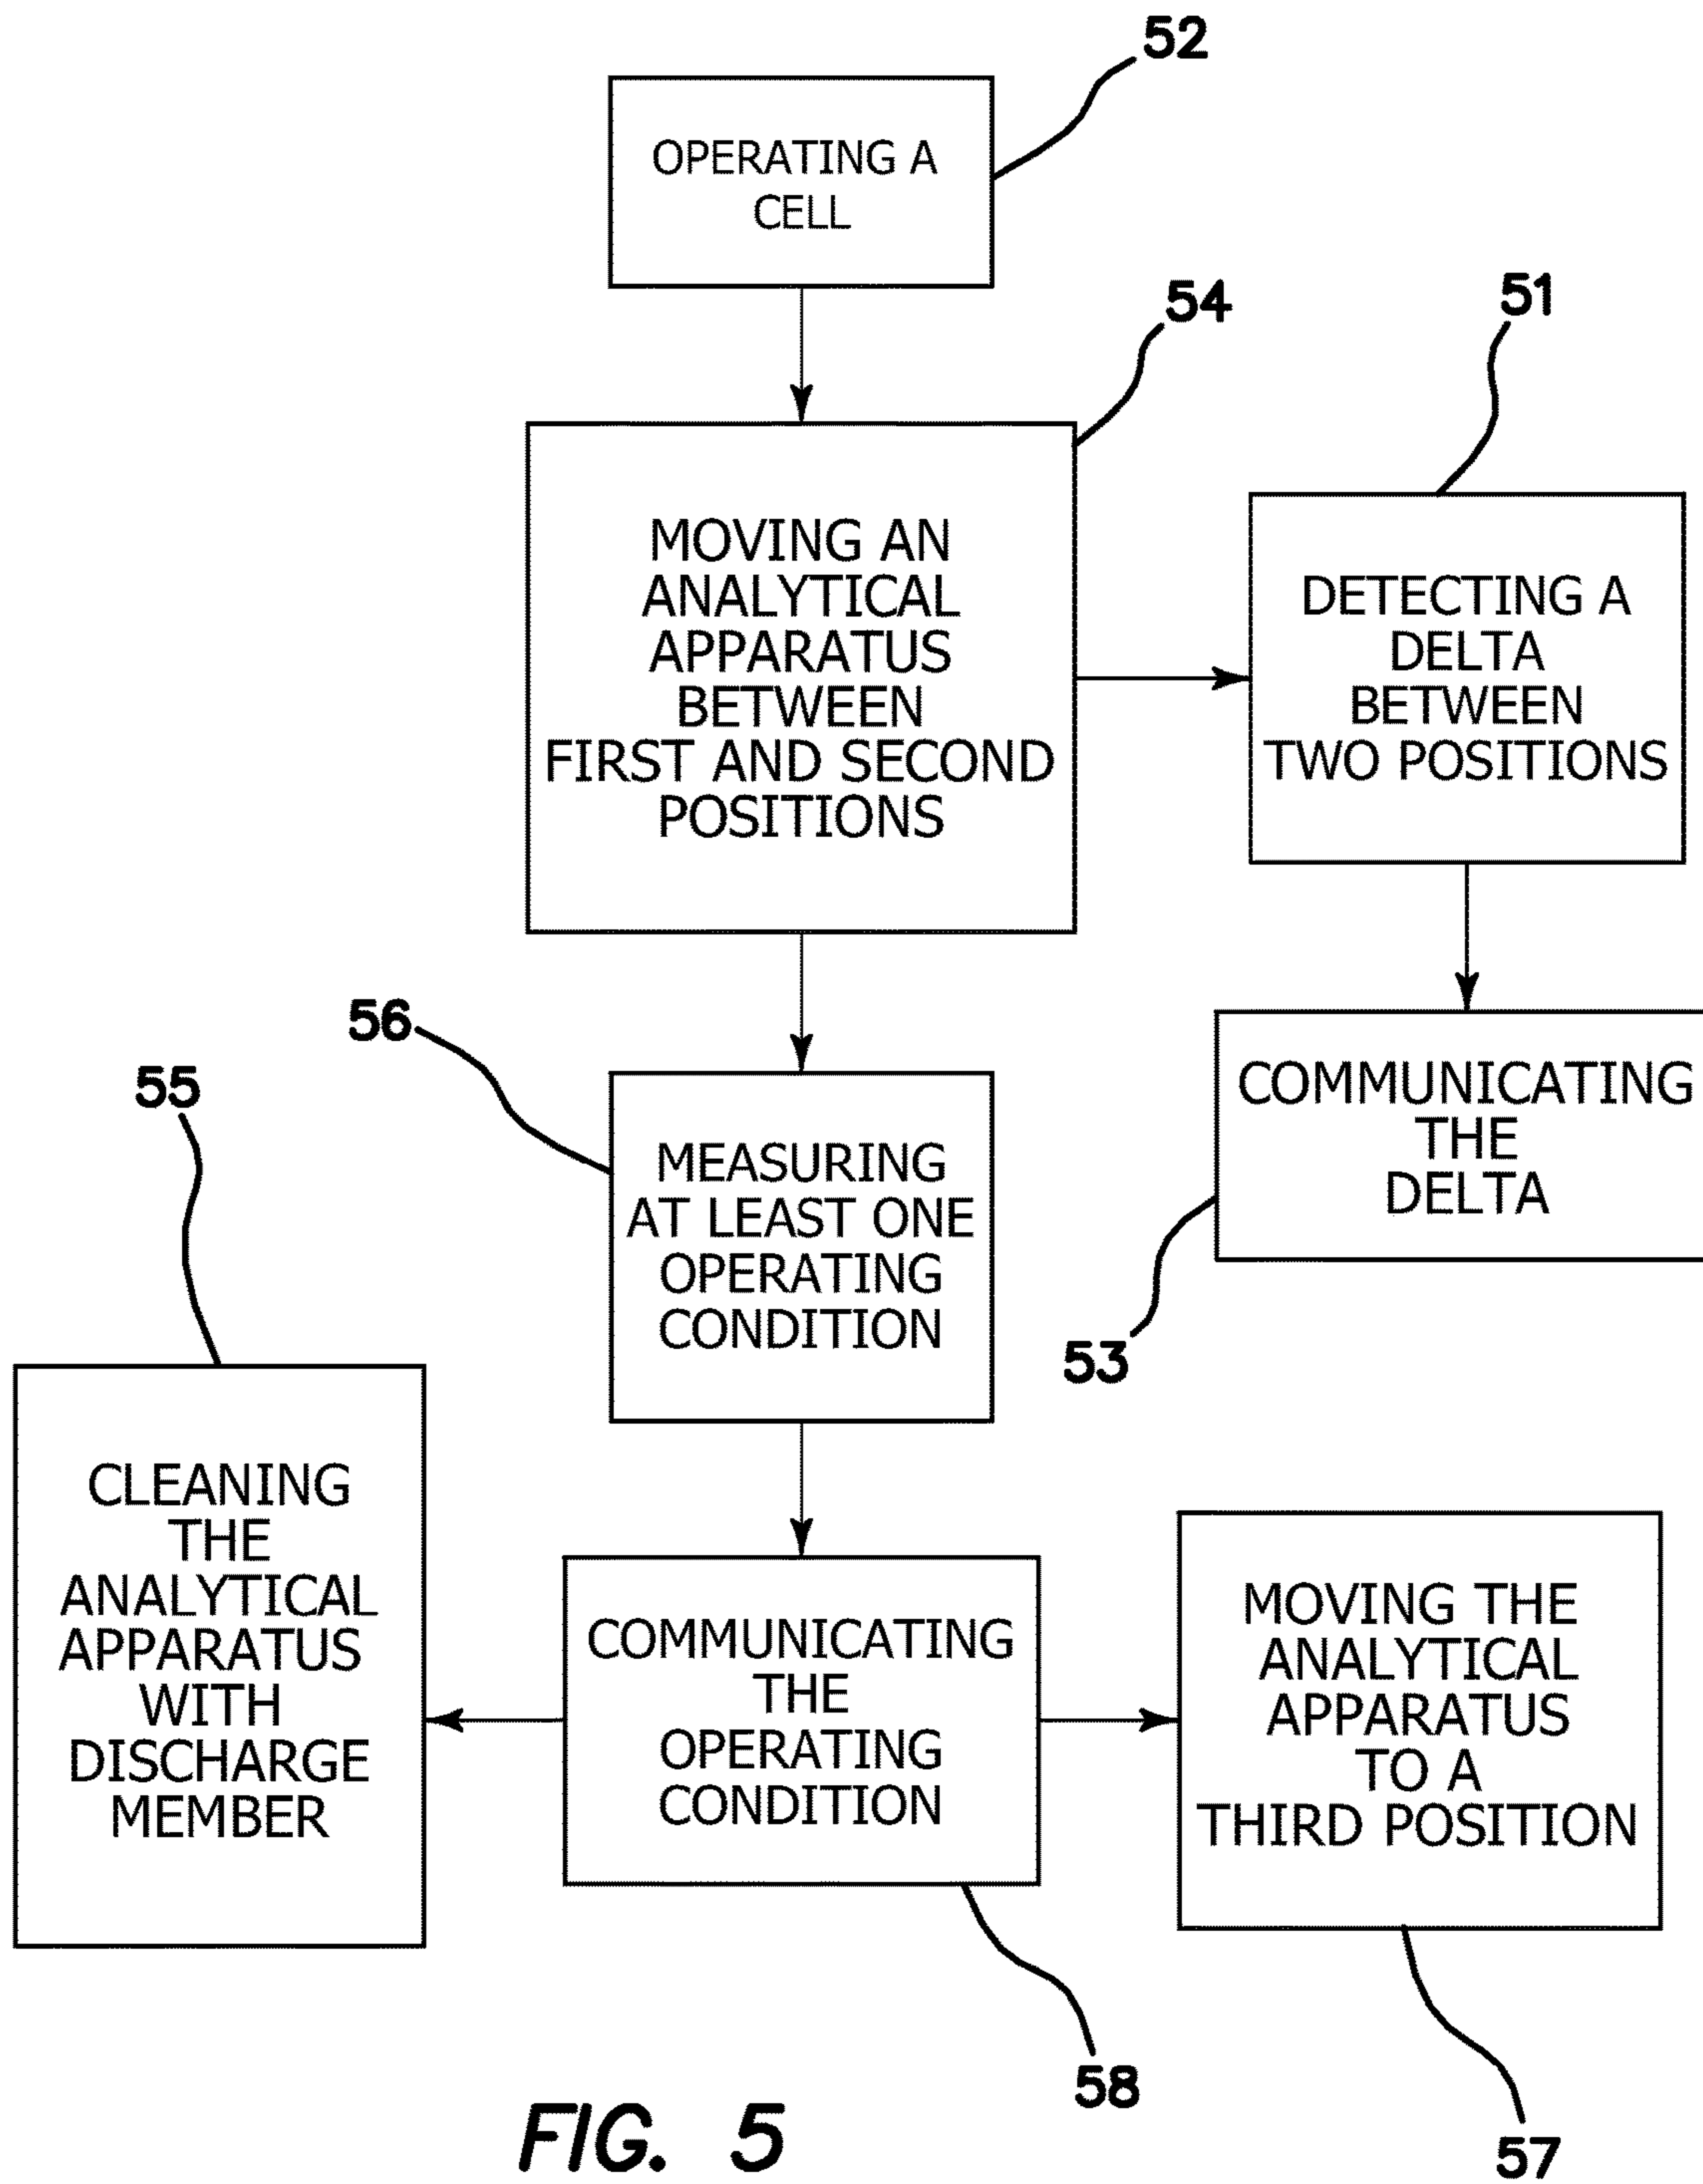 52
OPERATING A
CELL
54
51
MOVING AN
ANALYTICAL
APPARATUS
BETWEEN
FIRST AND SECOND
POSITIONS
DETECTING A
DELTA
BETWEEN
TWO POSITIONS
56
55
MEASURING
AT LEAST ONE
OPERATING
CONDITION
COMMUNICATING
THE
DELTA
53
CLEANING
THE
ANALYTICAL
APPARATUS
WITH
DISCHARGE
MEMBER
COMMUNICATING
THE
OPERATING
CONDITION
MOVING THE
ANALYTICAL
APPARATUS
TO A
THIRD POSITION
58
57
FIG. 5